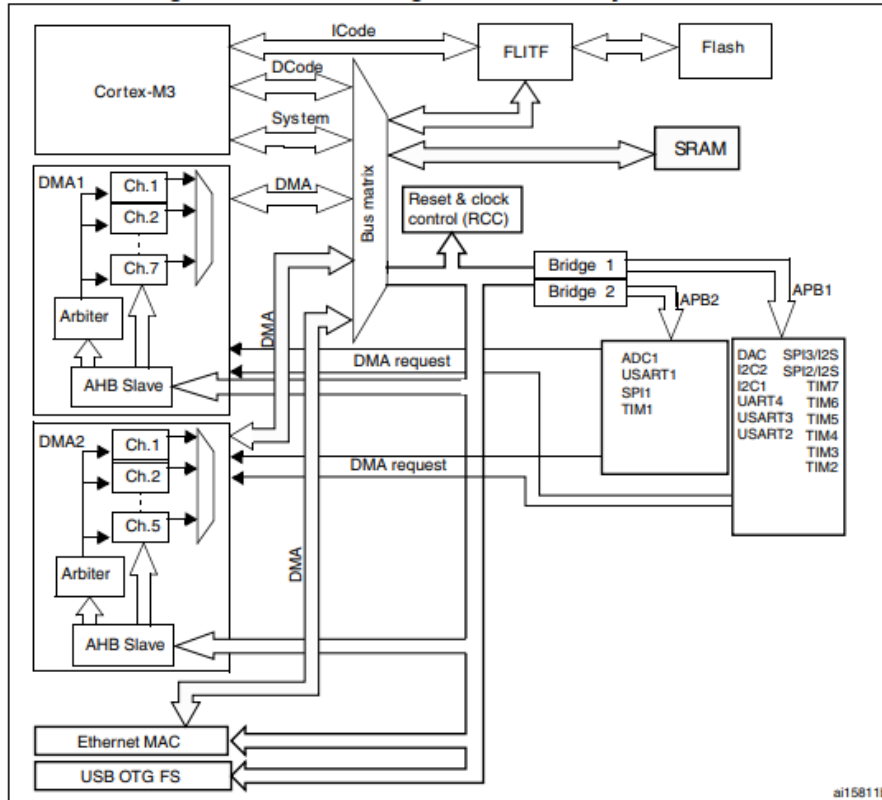 ICode
FLITF
Flash
Cortex-M3
DCode
System
SRAM
Bus matrix
DMA1
Ch.1
Ch.2
Ch.7
Arbiter
AHB Slave
DMA
Reset & clock
control (RCC)
Bridge 1
Bridge 2
APB2
APB1
DMA
DMA request
ADC1
USART1
SPI1
TIM1
DAC SPI3/I2S
I2C2 SPI2/I2S
I2C1 TIM7
UART4 TIM6
USART3 TIM5
USART2 TIM4
TIM3
TIM2
DMA2
Ch.1
Ch.2
Ch.5
Arbiter
AHB Slave
DMA request
DMA
Ethernet MAC
USB OTG FS